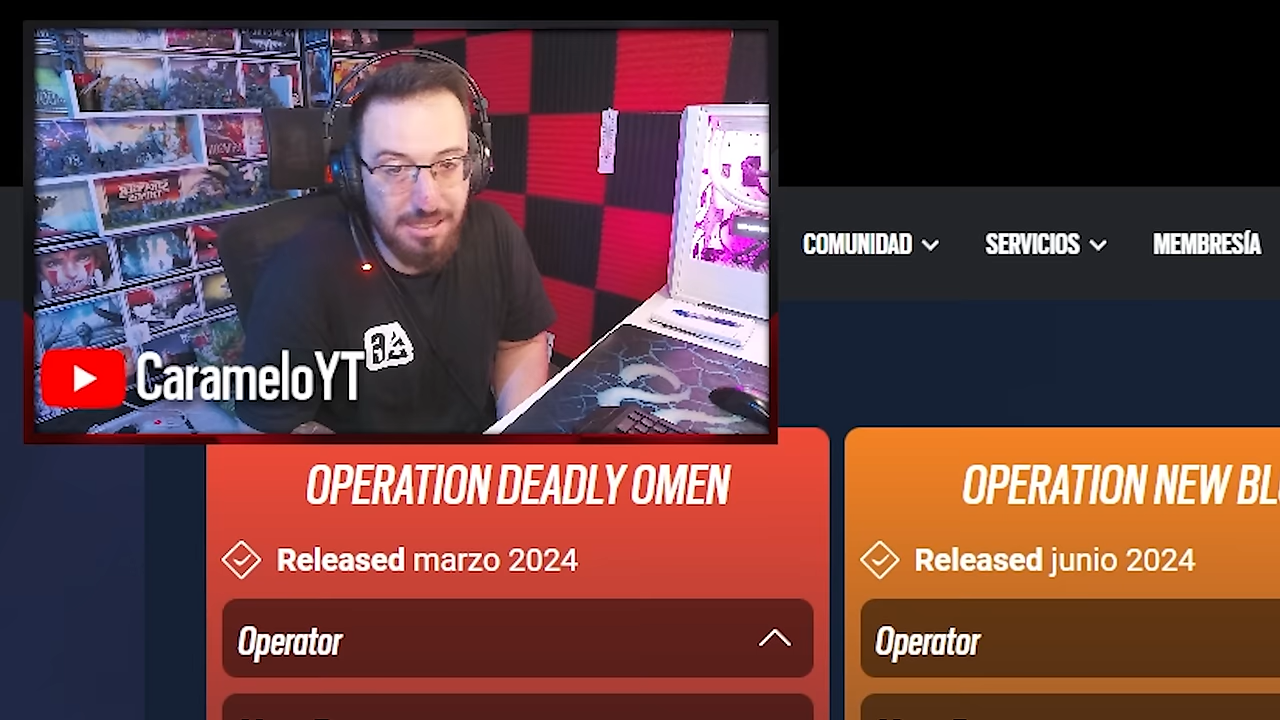 COMUNIDAD
SERVICIOS
MEMBRESÍA
CarameloYT
OPERATION DEADLY OMEN
Released marzo 2024
Operator
OPERATION NEW BL
Released junio 2024
Operator